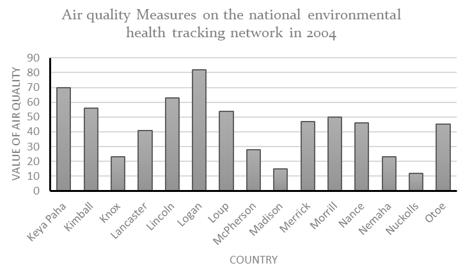 Air quality Measures on the national environmental
health tracking network in 2004
VALUE OF AIR QUALITY
90
80
70
60
50
40
30
20
10
0
Keya Paha
Kimball
Knox
Lancaster
Lincoln
Logan
Loup
McPherson
Madison
Merrick
Morrill
Nance
Nemaha
Nuckolls
Otoe
COUNTRY